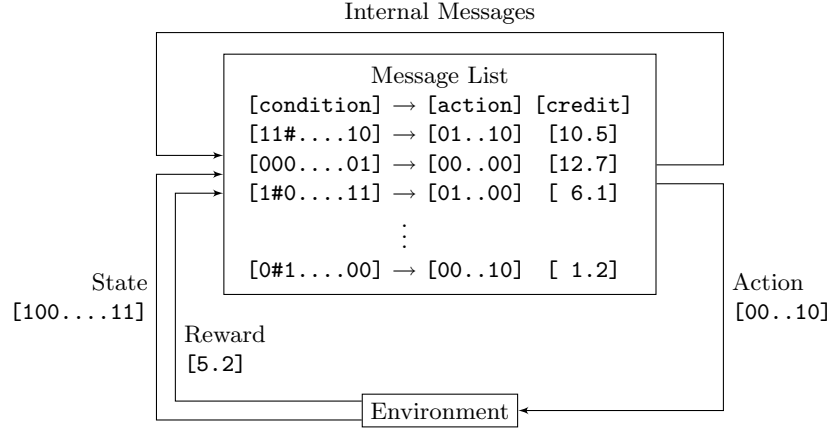 Internal Messages
Message List
[condition] → [action] [credit]
[11#....10] → [01..10] [10.5]
[000....01] → [00..00] [12.7]
[1#0....11] → [01..00] [ 6.1]
⋮
[0#1....00] → [00..10] [ 1.2]
State
[100....11]
Action
[00..10]
Reward
[5.2]
Environment